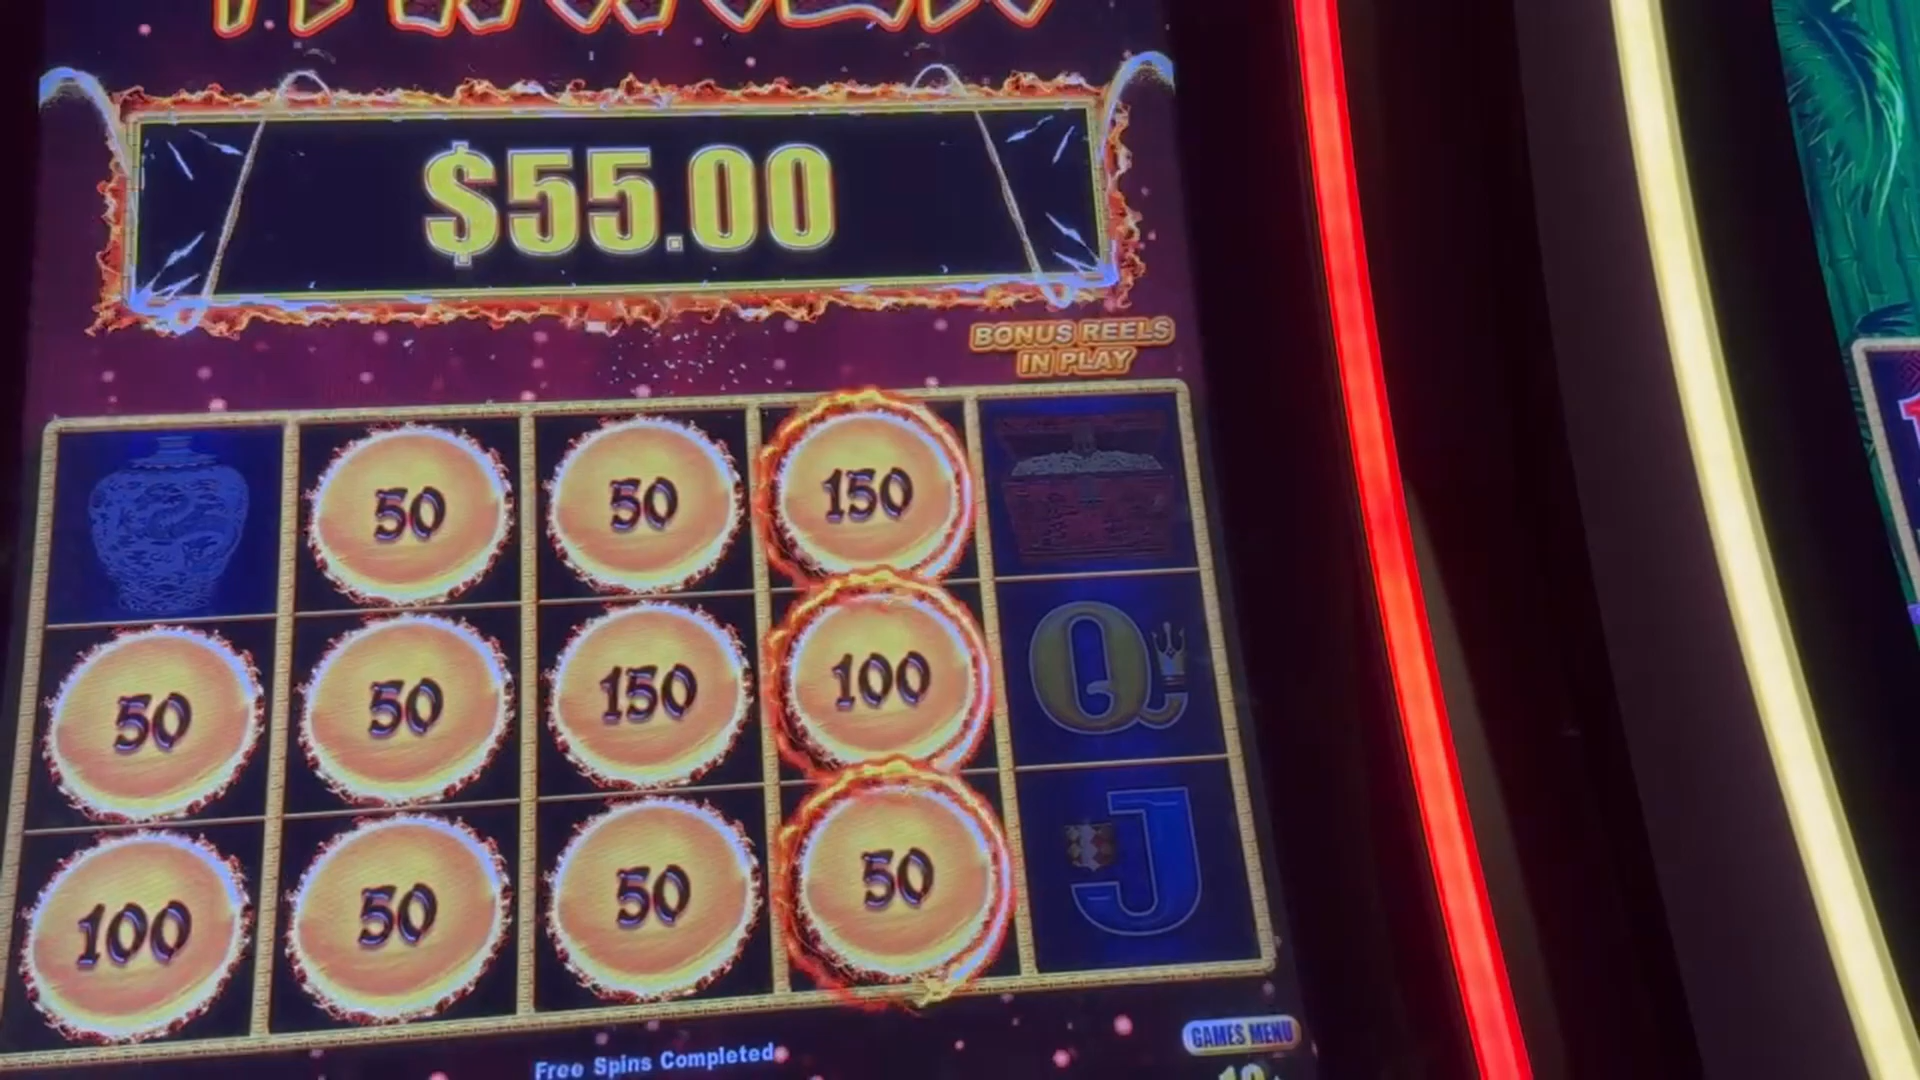 $55.00
BONUS REELS
IN PLAY
50 50 150
50 50 150 100 Q
100 50 50 50 J
Free Spins Completed
GAMES MENU